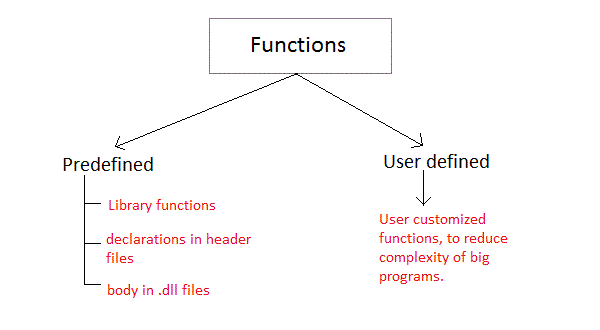 Functions
Predefined
User defined
Library functions
declarations in header
files
body in .dll files
User customized
functions, to reduce
complexity of big
programs.